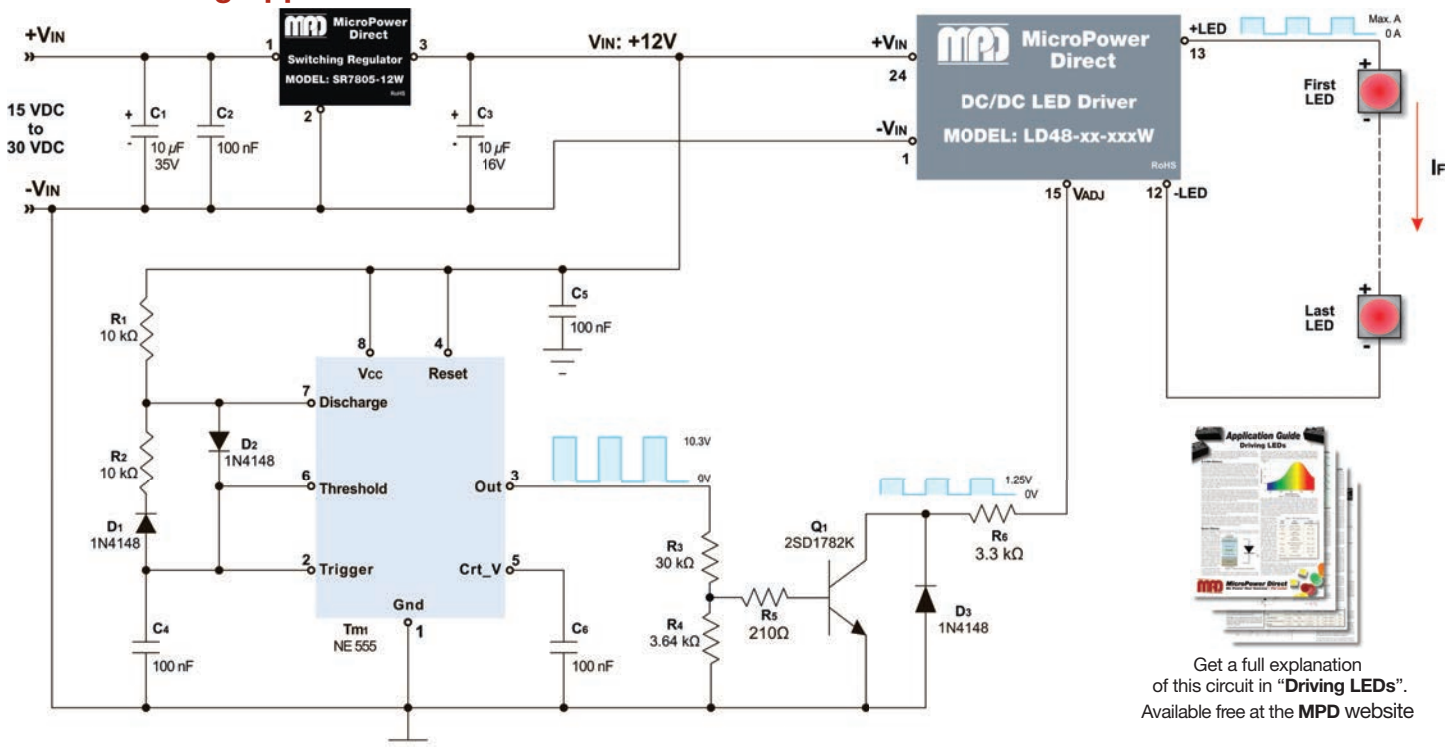 +VIN
15 VDC
to
30 VDC
-VIN
+ C1
-
10 µF
35V
C2
100 nF
1
MPD MicroPower
Direct
Switching Regulator
MODEL: SR7805-12W
RoHS
2
3
+ C3
-
10 µF
16V
VIN: +12V
+VIN
24
-VIN
1
MPD MicroPower
Direct
DC/DC LED Driver
MODEL: LD48-xx-xxxW
RoHS
+LED
13
15 VADJ
12 -LED
Max. A
0 A
First
LED
+
-
IF
Last
LED
+
-
R1
10 kΩ
R2
10 kΩ
D1
1N4148
D2
1N4148
C4
100 nF
C5
100 nF
8
Vcc
4
Reset
7
Discharge
6
Threshold
2
Trigger
Out 3
Crt_V 5
Gnd
1
Tm1
NE 555
C6
100 nF
10.3V
0V
R3
30 kΩ
R4
3.64 kΩ
R5
210Ω
Q1
2SD1782K
1.25V
0V
R6
3.3 kΩ
D3
1N4148
Application Guide
Driving LEDs
MPD MicroPower Direct
Get a full explanation
of this circuit in “Driving LEDs”.
Available free at the MPD website